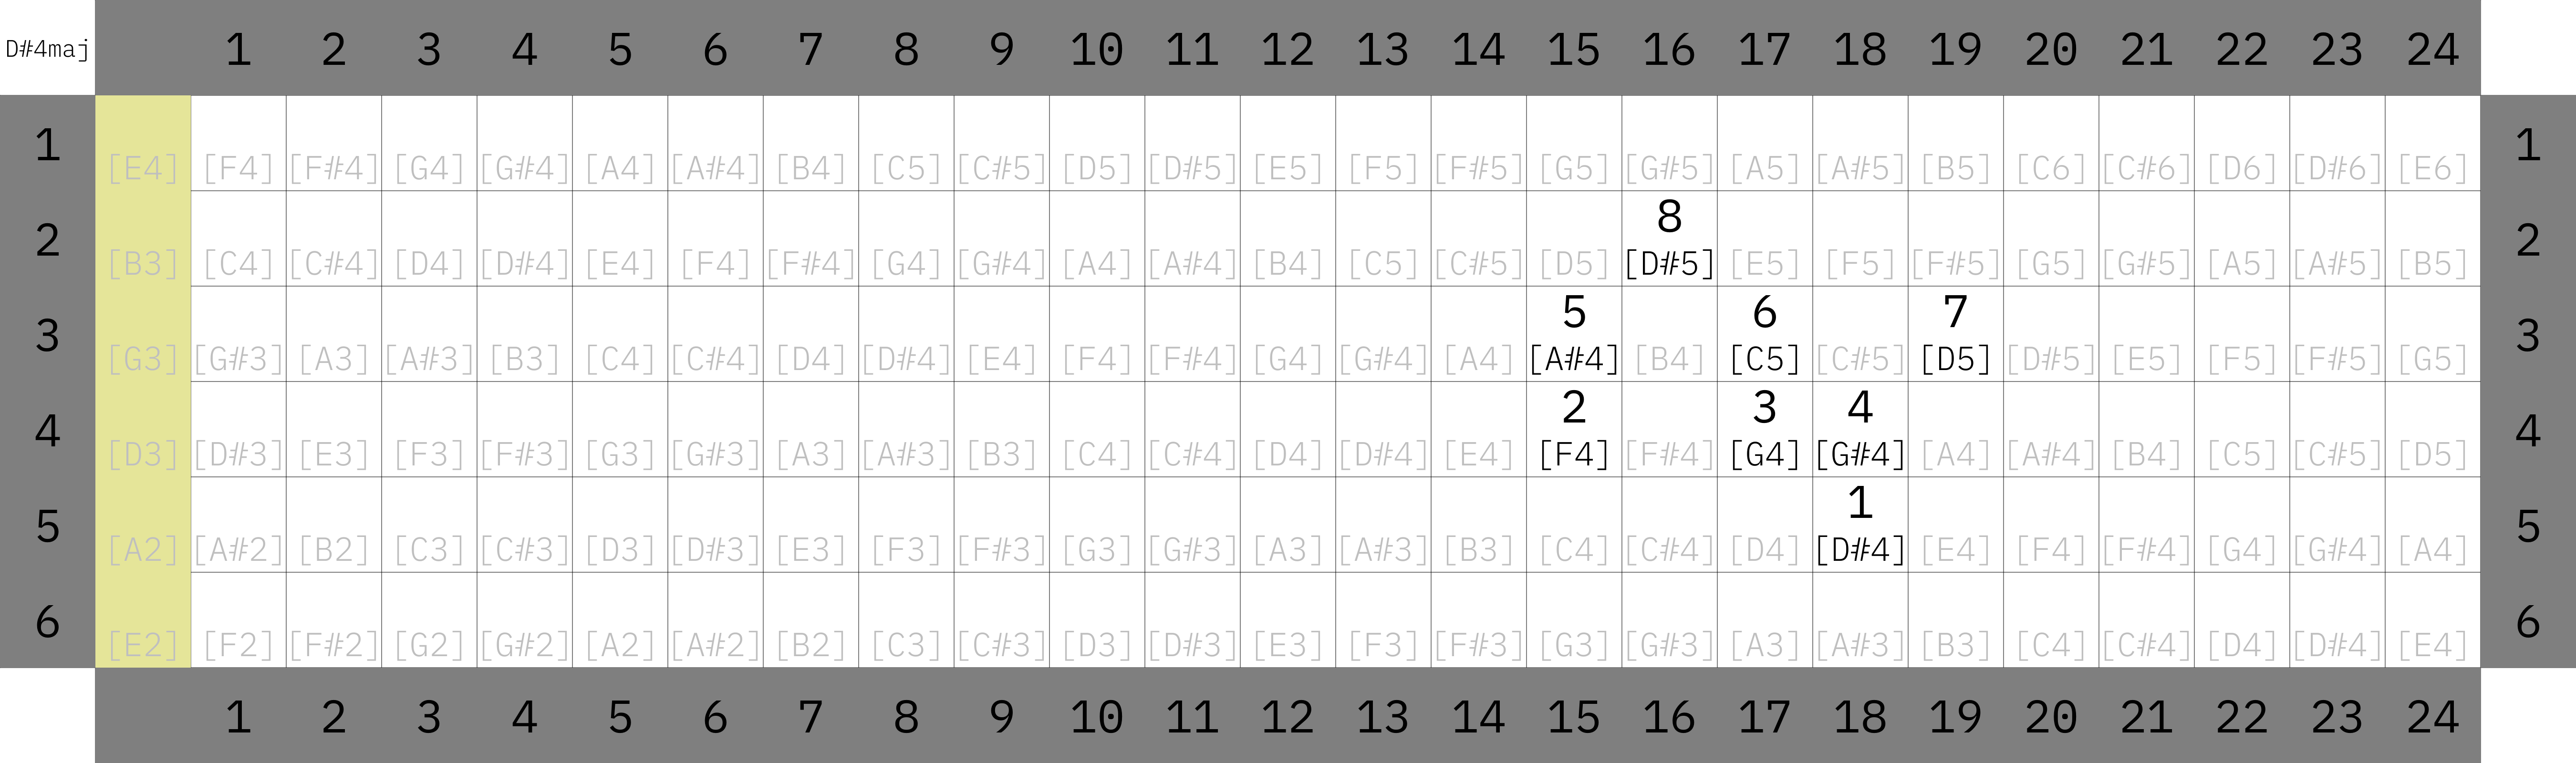 D#4maj 1 2 3 4 5 6 7 8 9 10 11 12 13 14 15 16 17 18 19 20 21 22 23 24
1 1
[E4] [F4] [F#4] [G4] [G#4] [A4] [A#4] [B4] [C5] [C#5] [D5] [D#5] [E5] [F5] [F#5] [G5] [G#5] [A5] [A#5] [B5] [C6] [C#6] [D6] [D#6] [E6]
8
2 2
[B3] [C4] [C#4] [D4] [D#4] [E4] [F4] [F#4] [G4] [G#4] [A4] [A#4] [B4] [C5] [C#5] [D5] [D#5] [E5] [F5] [F#5] [G5] [G#5] [A5] [A#5] [B5]
5 6 7
3 3
[G3] [G#3] [A3] [A#3] [B3] [C4] [C#4] [D4] [D#4] [E4] [F4] [F#4] [G4] [G#4] [A4] [A#4] [B4] [C5] [C#5] [D5] [D#5] [E5] [F5] [F#5] [G5]
2 3 4
4 4
[D3] [D#3] [E3] [F3] [F#3] [G3] [G#3] [A3] [A#3] [B3] [C4] [C#4] [D4] [D#4] [E4] [F4] [F#4] [G4] [G#4] [A4] [A#4] [B4] [C5] [C#5] [D5]
1
5 5
[A2] [A#2] [B2] [C3] [C#3] [D3] [D#3] [E3] [F3] [F#3] [G3] [G#3] [A3] [A#3] [B3] [C4] [C#4] [D4] [D#4] [E4] [F4] [F#4] [G4] [G#4] [A4]
6 6
[E2] [F2] [F#2] [G2] [G#2] [A2] [A#2] [B2] [C3] [C#3] [D3] [D#3] [E3] [F3] [F#3] [G3] [G#3] [A3] [A#3] [B3] [C4] [C#4] [D4] [D#4] [E4]
1 2 3 4 5 6 7 8 9 10 11 12 13 14 15 16 17 18 19 20 21 22 23 24